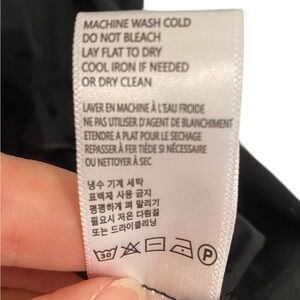 MACHINE WASH COLD
DO NOT BLEACH
LAY FLAT TO DRY
COOL IRON IF NEEDED
OR DRY CLEAN
LAVER EN MACHINE À L'EAU FROIDE
NE PAS UTILISER D'AGENT DE BLANCHIMENT
ETENDRE A PLAT POUR LE SECHAGE
REPASSER À FER TIÈDE SI NÉCESSAIRE
OU NETTOYER À SEC
냉수 기계 세탁
표백제 사용 금지
평평하게 펴 말리기
필요시 저온 다림질
또는 드라이클리닝
30 P